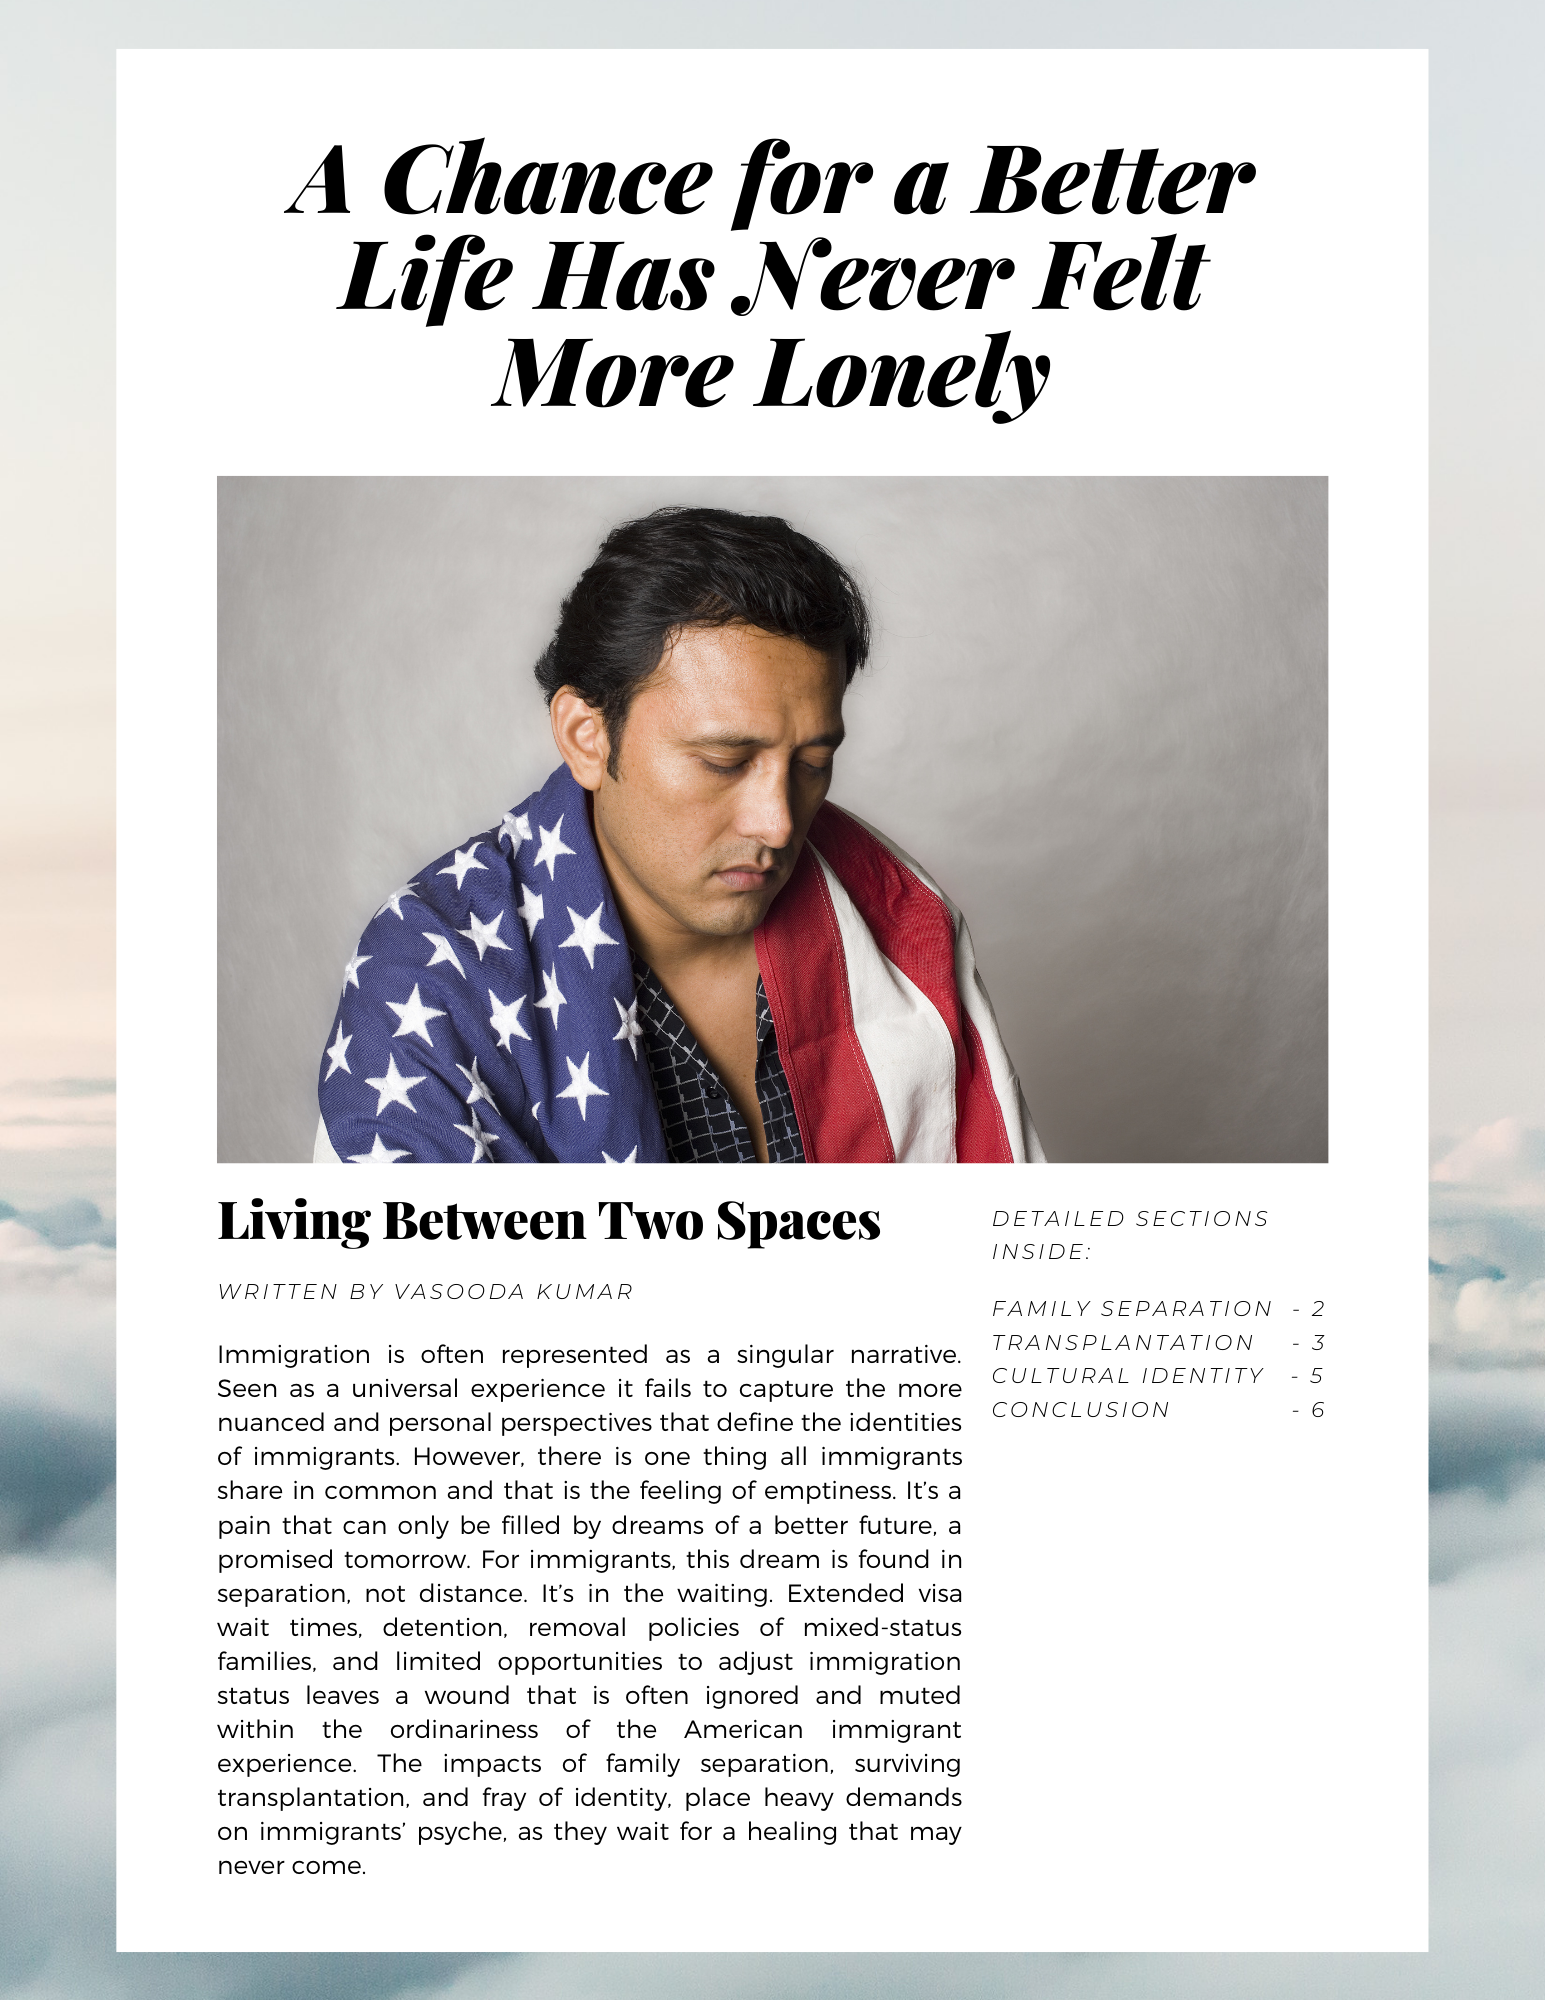 A Chance for a Better
Life Has Never Felt
More Lonely
Living Between Two Spaces
WRITTEN BY VASOODA KUMAR
Immigration is often represented as a singular narrative.
Seen as a universal experience it fails to capture the more
nuanced and personal perspectives that define the identities
of immigrants. However, there is one thing all immigrants
share in common and that is the feeling of emptiness. It’s a
pain that can only be filled by dreams of a better future, a
promised tomorrow. For immigrants, this dream is found in
separation, not distance. It’s in the waiting. Extended visa
wait times, detention, removal policies of mixed-status
families, and limited opportunities to adjust immigration
status leaves a wound that is often ignored and muted
within the ordinariness of the American immigrant
experience. The impacts of family separation, surviving
transplantation, and fray of identity, place heavy demands
on immigrants’ psyche, as they wait for a healing that may
never come.
DETAILED SECTIONS
INSIDE:
FAMILY SEPARATION - 2
TRANSPLANTATION - 3
CULTURAL IDENTITY - 5
CONCLUSION - 6